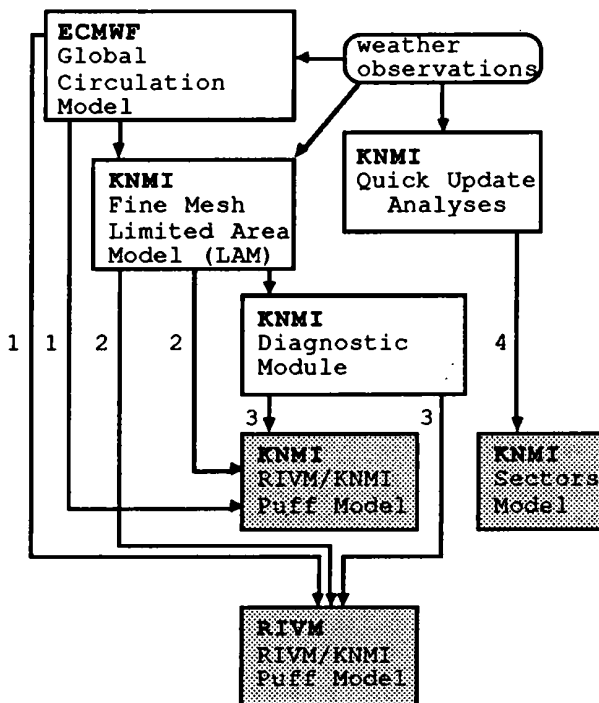 ECMWF
Global
Circulation
Model
weather
observations
KNMI
Fine Mesh
Limited Area
Model (LAM)
KNMI
Quick Update
Analyses
KNMI
Diagnostic
Module
1 1 2 2
4
3 3
KNMI
RIVM/KNMI
Puff Model
KNMI
Sectors
Model
RIVM
RIVM/KNMI
Puff Model